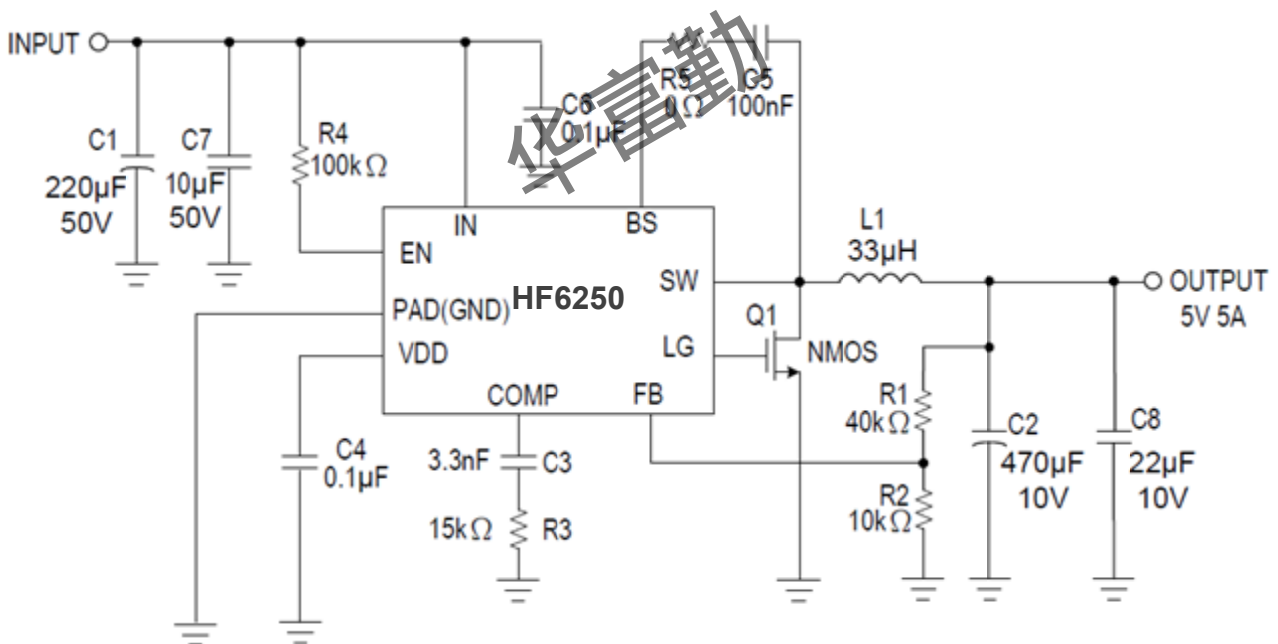 INPUT
C1
220µF
50V
C7
10µF
50V
R4
100kΩ
C6
0.1µF
R5
0Ω
C5
100nF
华富勤
IN
BS
EN
PAD(GND)
HF6250
VDD
COMP
FB
SW
LG
L1
33µH
OUTPUT
5V 5A
Q1
NMOS
R1
40kΩ
R2
10kΩ
C2
470µF
10V
C8
22µF
10V
C4
0.1µF
3.3nF
C3
15kΩ
R3